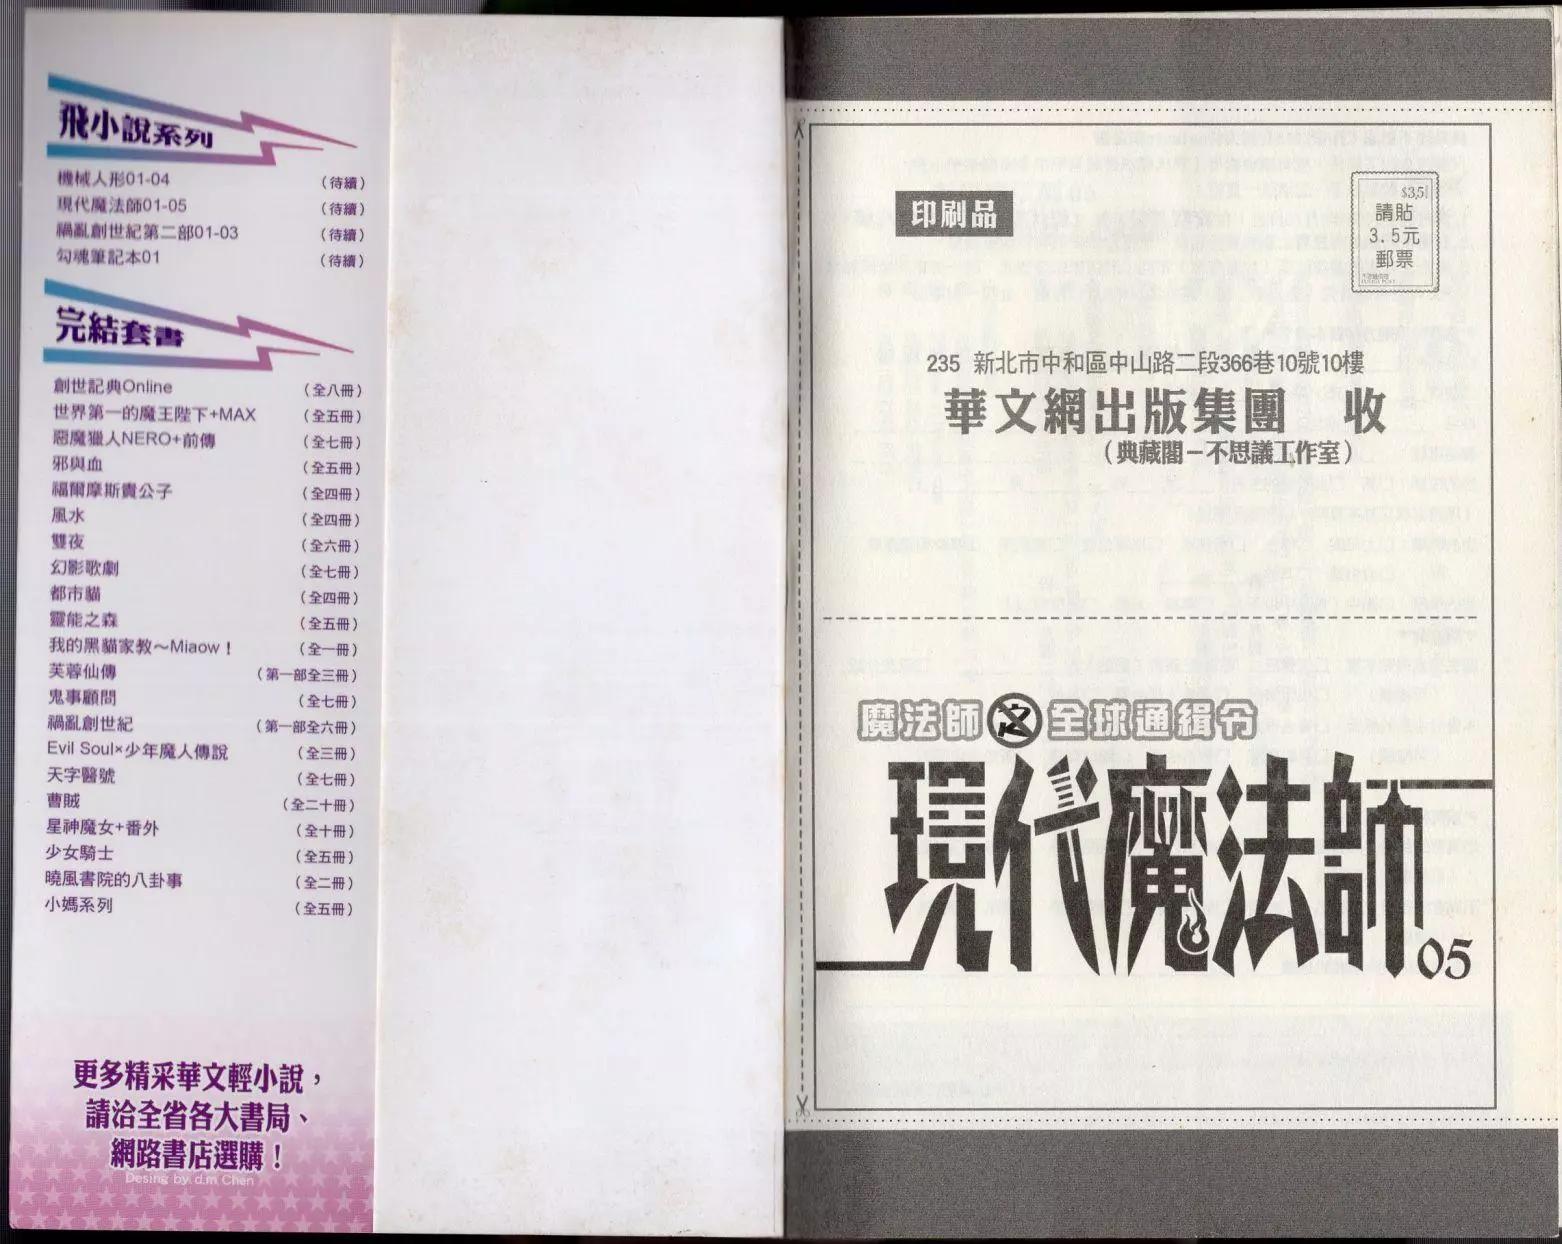 飛小說系列
機械人形01-04 （待續）
現代魔法師01-05 （待續）
禍亂創世紀第二部01-03 （待續）
勾魂筆記本01 （待續）
完結套書
創世記典Online （全八冊）
世界第一的魔王陛下+MAX （全五冊）
惡魔獵人NERO+前傳 （全七冊）
邪與血 （全五冊）
福爾摩斯貴公子 （全四冊）
風水 （全四冊）
雙夜 （全六冊）
幻影歌劇 （全七冊）
都市貓 （全四冊）
靈能之森 （全五冊）
我的黑貓家教～Miaow！ （全一冊）
芙蓉仙傳 （第一部全三冊）
鬼事顧問 （全七冊）
禍亂創世紀 （第一部全六冊）
Evil Soul×少年魔人傳說 （全三冊）
天字醫號 （全七冊）
曹賊 （全二十冊）
星神魔女+番外 （全十冊）
少女騎士 （全五冊）
曉風書院的八卦事 （全二冊）
小媽系列 （全五冊）
更多精采華文輕小說，
請洽全省各大書局、
網路書店選購！
Desing by. d.m Chen
印刷品
$3.5
請貼
3.5元
郵票
235 新北市中和區中山路二段366巷10號10樓
華文網出版集團 收
（典藏閣－不思議工作室）
魔法師之全球通緝令
現代魔法師 05